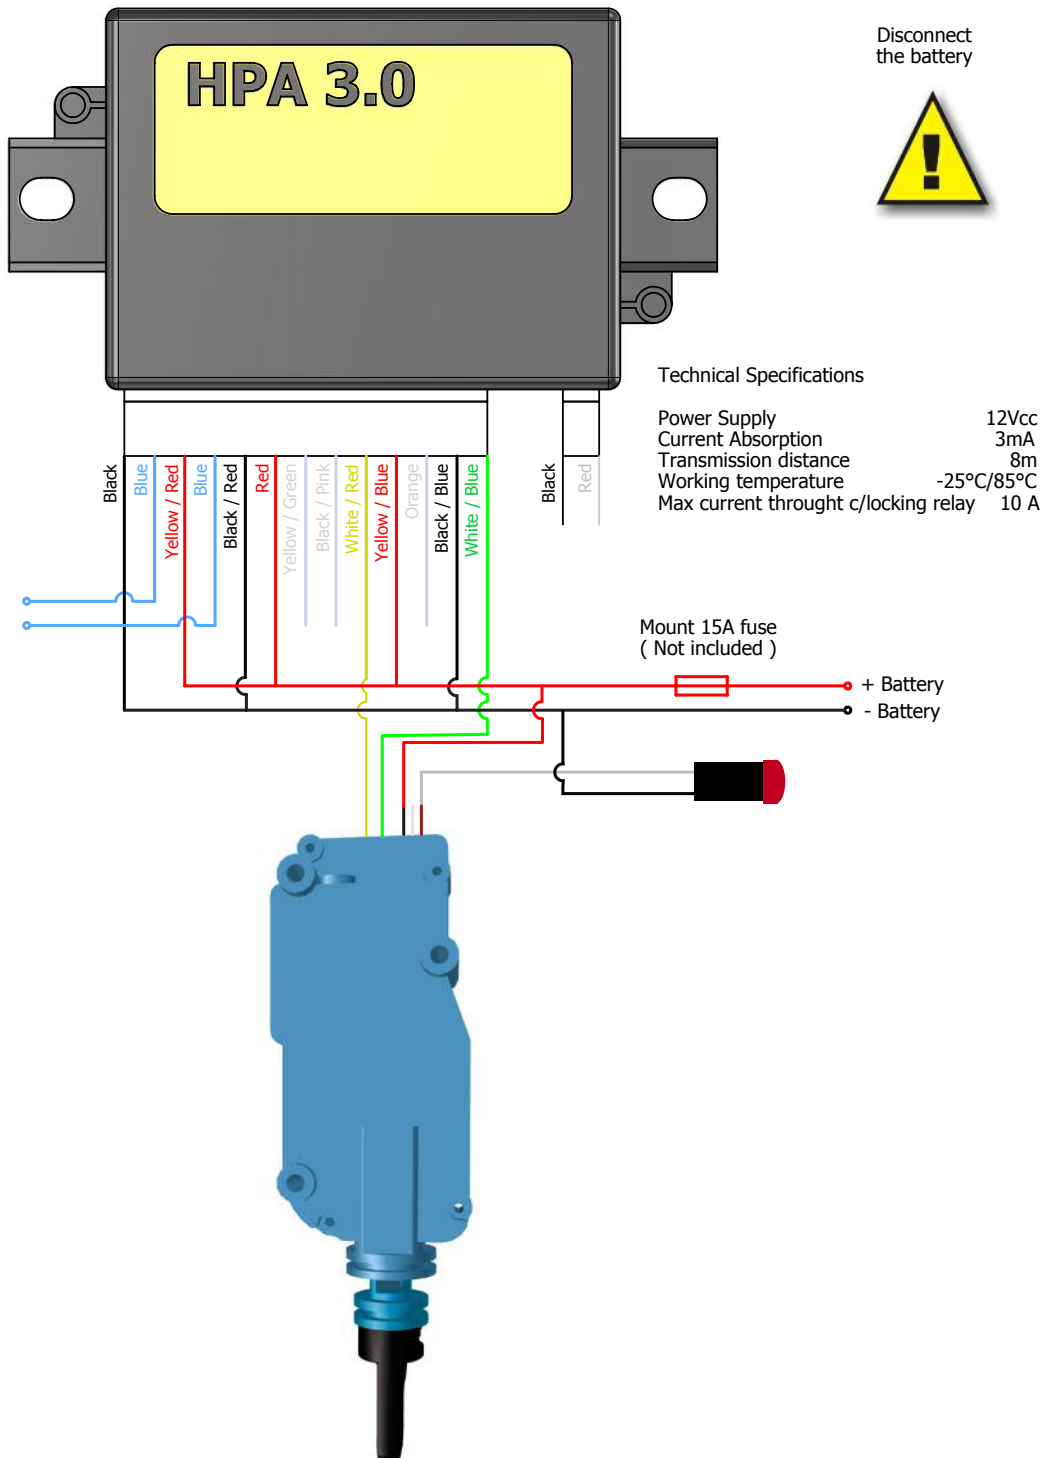 HPA 3.0
Disconnect
the battery
Technical Specifications
Power Supply 12Vcc
Current Absorption 3mA
Transmission distance 8m
Working temperature -25°C/85°C
Max current throught c/locking relay 10 A
Black
Blue
Yellow / Red
Blue
Black / Red
Red
Yellow / Green
Black / Pink
White / Red
Yellow / Blue
Orange
Black / Blue
White / Blue
Black
Red
Mount 15A fuse
( Not included )
+ Battery
- Battery